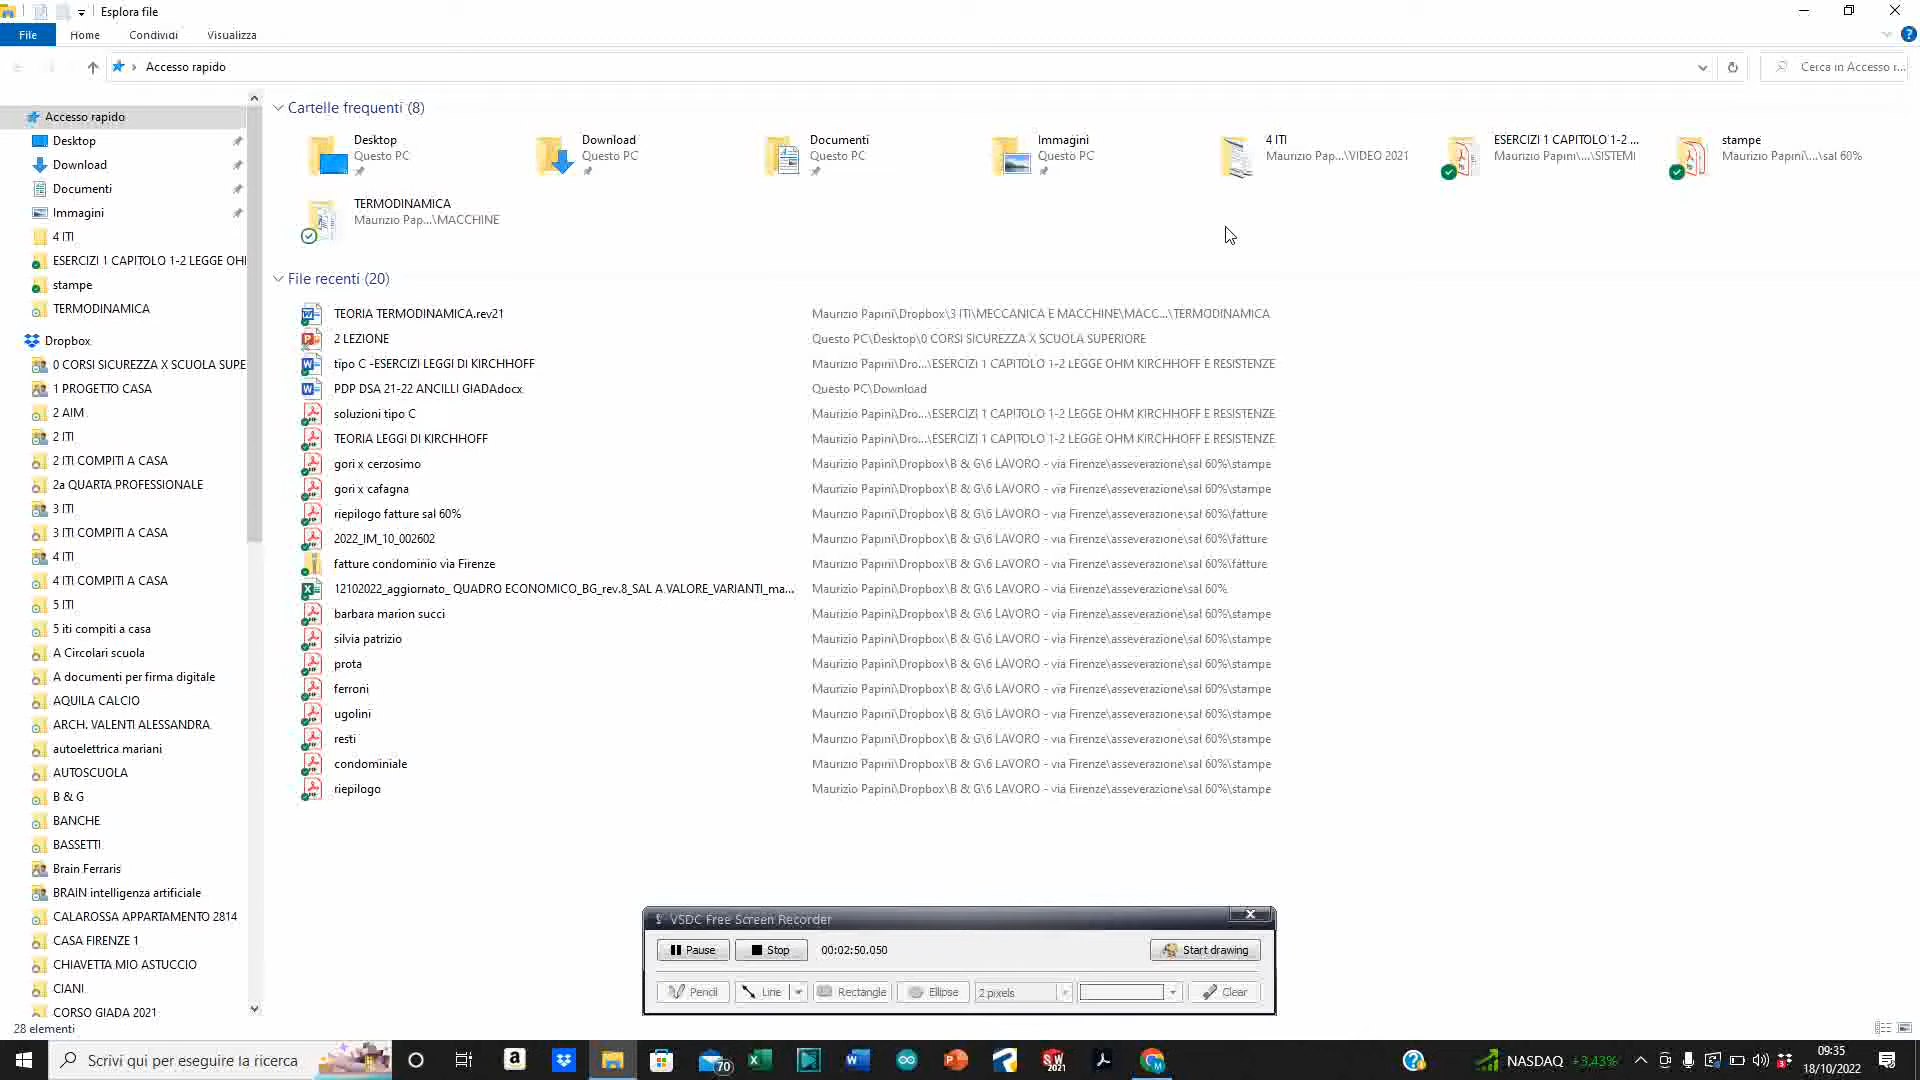 Esplora file
File Home Condividi Visualizza
Accesso rapido
Cerca in Accesso r...
Accesso rapido
Desktop
Download
Documenti
Immagini
4 ITI
ESERCIZI 1 CAPITOLO 1-2 LEGGE OH
stampe
TERMODINAMICA
Dropbox
0 CORSI SICUREZZA X SCUOLA SUPE
1 PROGETTO CASA
2 AIM
2 ITI
2 ITI COMPITI A CASA
2a QUARTA PROFESSIONALE
3 ITI
3 ITI COMPITI A CASA
4 ITI
4 ITI COMPITI A CASA
5 ITI
5 iti compiti a casa
A Circolari scuola
A documenti per firma digitale
AQUILA CALCIO
ARCH. VALENTI ALESSANDRA
autoelettrica mariani
AUTOSCUOLA
B & G
BANCHE
BASSETTI
Brain Ferraris
BRAIN intelligenza artificiale
CALAROSSA APPARTAMENTO 2814
CASA FIRENZE 1
CHIAVETTA MIO ASTUCCIO
CIANI
CORSO GIADA 2021
28 elementi
Cartelle frequenti (8)
Desktop
Questo PC
Download
Questo PC
Documenti
Questo PC
Immagini
Questo PC
4 ITI
Maurizio Pap...\VIDEO 2021
ESERCIZI 1 CAPITOLO 1-2 ...
Maurizio Papini\...\SISTEMI
stampe
Maurizio Papini\...\sal 60%
TERMODINAMICA
Maurizio Pap...\MACCHINE
File recenti (20)
TEORIA TERMODINAMICA.rev21 Maurizio Papini\Dropbox\3 ITI\MECCANICA E MACCHINE\MACC...\TERMODINAMICA
2 LEZIONE Questo PC\Desktop\0 CORSI SICUREZZA X SCUOLA SUPERIORE
tipo C -ESERCIZI LEGGI DI KIRCHHOFF Maurizio Papini\Dro...\ESERCIZI 1 CAPITOLO 1-2 LEGGE OHM KIRCHHOFF E RESISTENZE
PDP DSA 21-22 ANCILLI GIADAdocx Questo PC\Download
soluzioni tipo C Maurizio Papini\Dro...\ESERCIZI 1 CAPITOLO 1-2 LEGGE OHM KIRCHHOFF E RESISTENZE
TEORIA LEGGI DI KIRCHHOFF Maurizio Papini\Dro...\ESERCIZI 1 CAPITOLO 1-2 LEGGE OHM KIRCHHOFF E RESISTENZE
gori x cerzosimo Maurizio Papini\Dropbox\B & G\6 LAVORO - via Firenze\asseverazione\sal 60%\stampe
gori x cafagna Maurizio Papini\Dropbox\B & G\6 LAVORO - via Firenze\asseverazione\sal 60%\stampe
riepilogo fatture sal 60% Maurizio Papini\Dropbox\B & G\6 LAVORO - via Firenze\asseverazione\sal 60%\fatture
2022_IM_10_002602 Maurizio Papini\Dropbox\B & G\6 LAVORO - via Firenze\asseverazione\sal 60%\fatture
fatture condominio via Firenze Maurizio Papini\Dropbox\B & G\6 LAVORO - via Firenze\asseverazione\sal 60%\fatture
12102022_aggiornato_ QUADRO ECONOMICO_BG_rev.8_SAL A VALORE_VARIANTI_ma... Maurizio Papini\Dropbox\B & G\6 LAVORO - via Firenze\asseverazione\sal 60%
barbara marion succi Maurizio Papini\Dropbox\B & G\6 LAVORO - via Firenze\asseverazione\sal 60%\stampe
silvia patrizio Maurizio Papini\Dropbox\B & G\6 LAVORO - via Firenze\asseverazione\sal 60%\stampe
prota Maurizio Papini\Dropbox\B & G\6 LAVORO - via Firenze\asseverazione\sal 60%\stampe
ferroni Maurizio Papini\Dropbox\B & G\6 LAVORO - via Firenze\asseverazione\sal 60%\stampe
ugolini Maurizio Papini\Dropbox\B & G\6 LAVORO - via Firenze\asseverazione\sal 60%\stampe
resti Maurizio Papini\Dropbox\B & G\6 LAVORO - via Firenze\asseverazione\sal 60%\stampe
condominiale Maurizio Papini\Dropbox\B & G\6 LAVORO - via Firenze\asseverazione\sal 60%\stampe
riepilogo Maurizio Papini\Dropbox\B & G\6 LAVORO - via Firenze\asseverazione\sal 60%\stampe
VSDC Free Screen Recorder
Pause Stop 00:02:50.050 Start drawing
Pencil Line Rectangle Ellipse 2 pixels Clear
Scrivi qui per eseguire la ricerca
70
SW 2021
NASDAQ +3,43%
09:35
18/10/2022